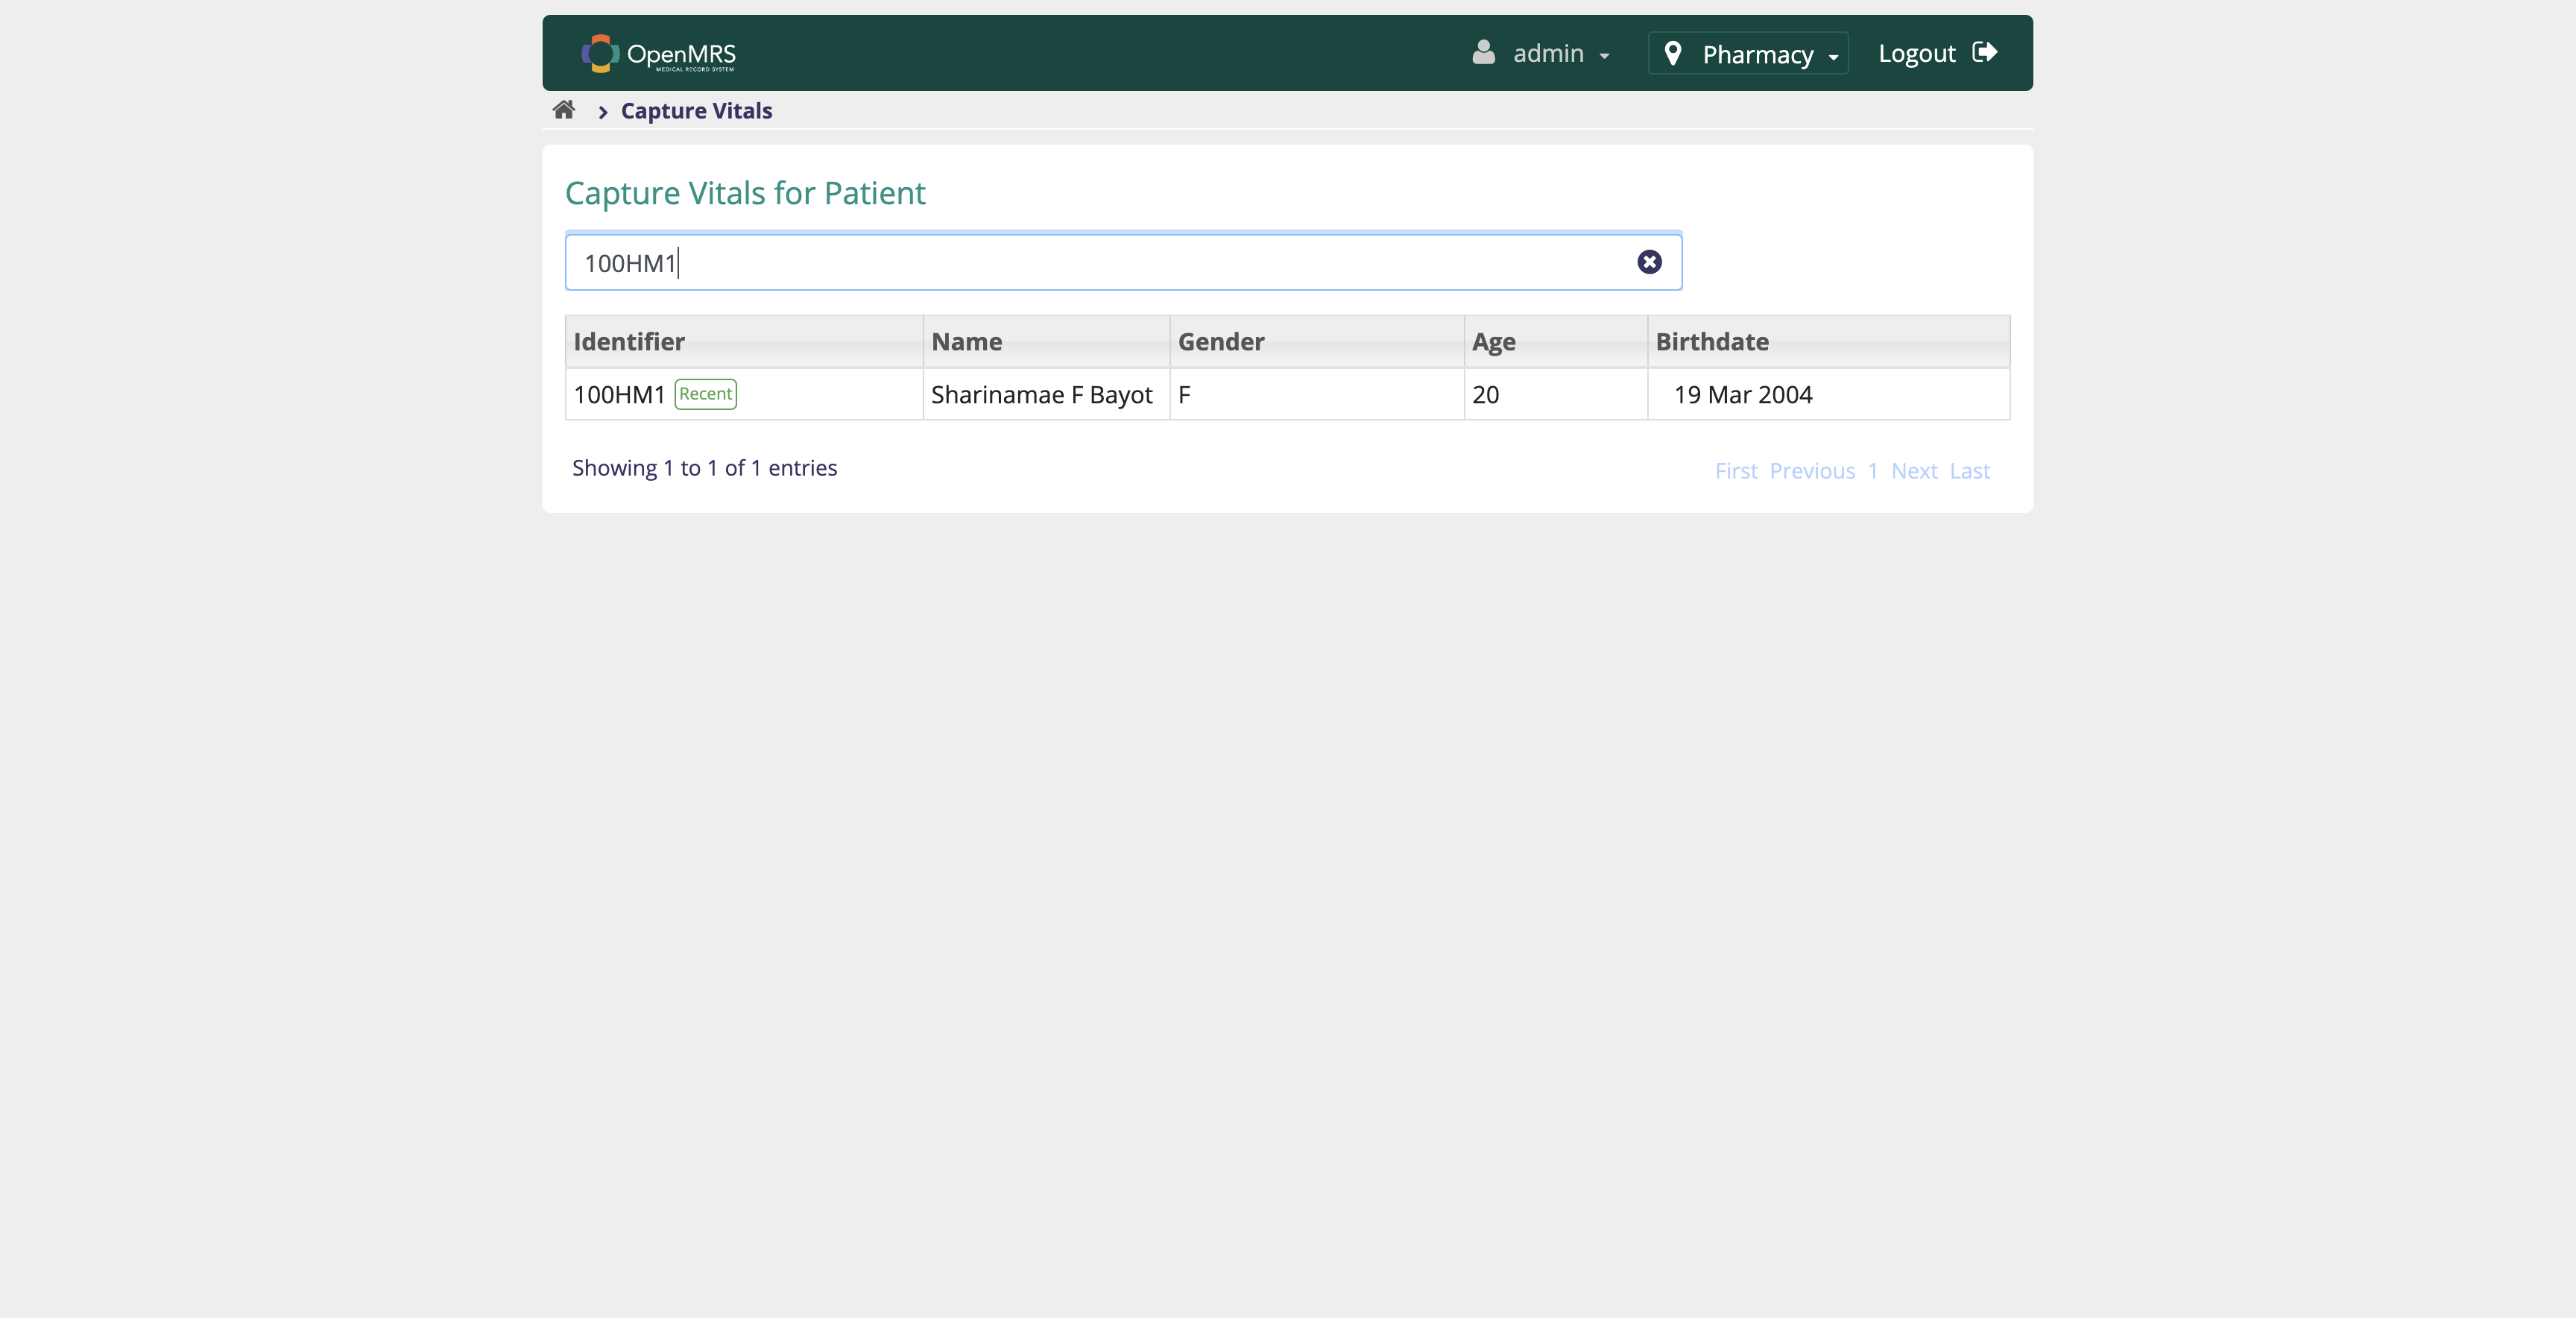 OpenMRS
MEDICAL RECORD SYSTEM
admin
Pharmacy
Logout
Capture Vitals
Capture Vitals for Patient
100HM1
Identifier Name Gender Age Birthdate
100HM1 Recent Sharinamae F Bayot F 20 19 Mar 2004
Showing 1 to 1 of 1 entries
First Previous 1 Next Last